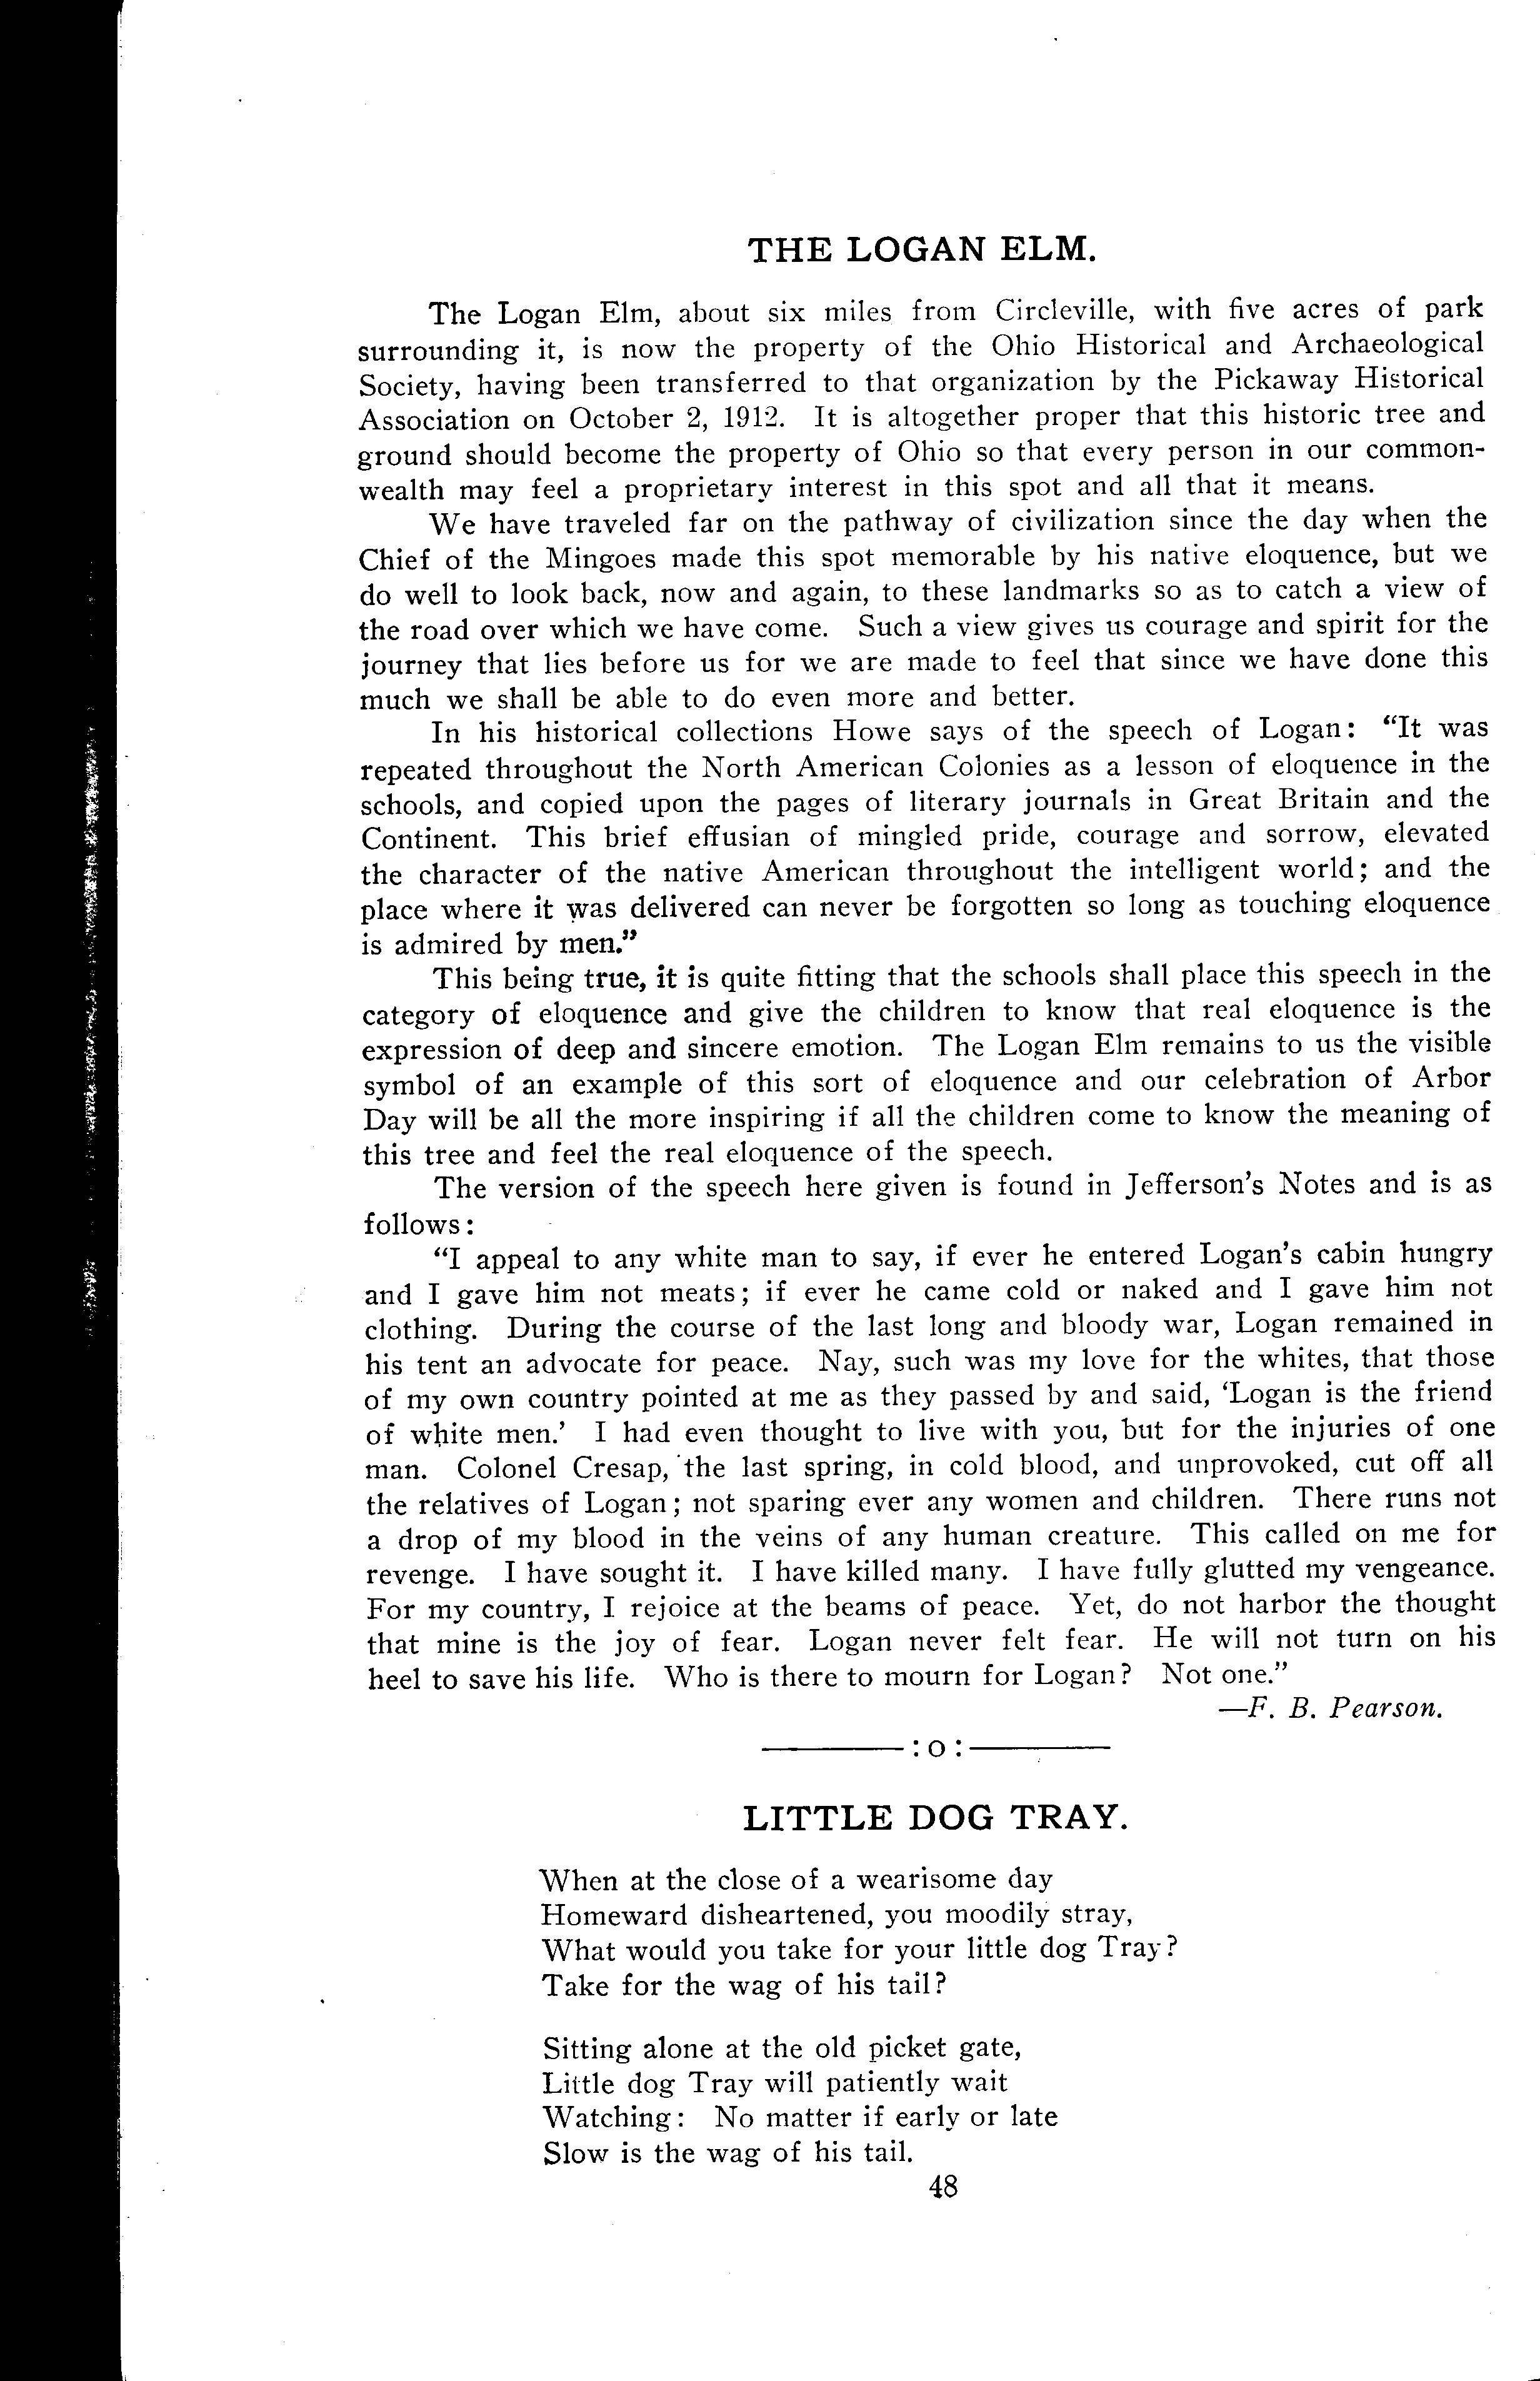 THE LOGAN ELM.
The Logan Elm, about six miles from Circleville, with five acres of park
surrounding it, is now the property of the Ohio Historical and Archaeological
Society, having been transferred to that organization by the Pickaway Historical
Association on October 2, 1912. It is altogether proper that this historic tree and
ground should become the property of Ohio so that every person in our common-
wealth may feel a proprietary interest in this spot and all that it means.
We have traveled far on the pathway of civilization since the day when the
Chief of the Mingoes made this spot memorable by his native eloquence, but we
do well to look back, now and again, to these landmarks so as to catch a view of
the road over which we have come. Such a view gives us courage and spirit for the
journey that lies before us for we are made to feel that since we have done this
much we shall be able to do even more and better.
In his historical collections Howe says of the speech of Logan: “It was
repeated throughout the North American Colonies as a lesson of eloquence in the
schools, and copied upon the pages of literary journals in Great Britain and the
Continent. This brief effusian of mingled pride, courage and sorrow, elevated
the character of the native American throughout the intelligent world; and the
place where it was delivered can never be forgotten so long as touching eloquence
is admired by men.”
This being true, it is quite fitting that the schools shall place this speech in the
category of eloquence and give the children to know that real eloquence is the
expression of deep and sincere emotion. The Logan Elm remains to us the visible
symbol of an example of this sort of eloquence and our celebration of Arbor
Day will be all the more inspiring if all the children come to know the meaning of
this tree and feel the real eloquence of the speech.
The version of the speech here given is found in Jefferson's Notes and is as
follows:
“I appeal to any white man to say, if ever he entered Logan's cabin hungry
and I gave him not meats; if ever he came cold or naked and I gave him not
clothing. During the course of the last long and bloody war, Logan remained in
his tent an advocate for peace. Nay, such was my love for the whites, that those
of my own country pointed at me as they passed by and said, ‘Logan is the friend
of white men.’ I had even thought to live with you, but for the injuries of one
man. Colonel Cresap, the last spring, in cold blood, and unprovoked, cut off all
the relatives of Logan; not sparing ever any women and children. There runs not
a drop of my blood in the veins of any human creature. This called on me for
revenge. I have sought it. I have killed many. I have fully glutted my vengeance.
For my country, I rejoice at the beams of peace. Yet, do not harbor the thought
that mine is the joy of fear. Logan never felt fear. He will not turn on his
heel to save his life. Who is there to mourn for Logan? Not one.”
—F. B. Pearson.
———:o:———
LITTLE DOG TRAY.
When at the close of a wearisome day
Homeward disheartened, you moodily stray,
What would you take for your little dog Tray?
Take for the wag of his tail?
Sitting alone at the old picket gate,
Little dog Tray will patiently wait
Watching: No matter if early or late
Slow is the wag of his tail.
48